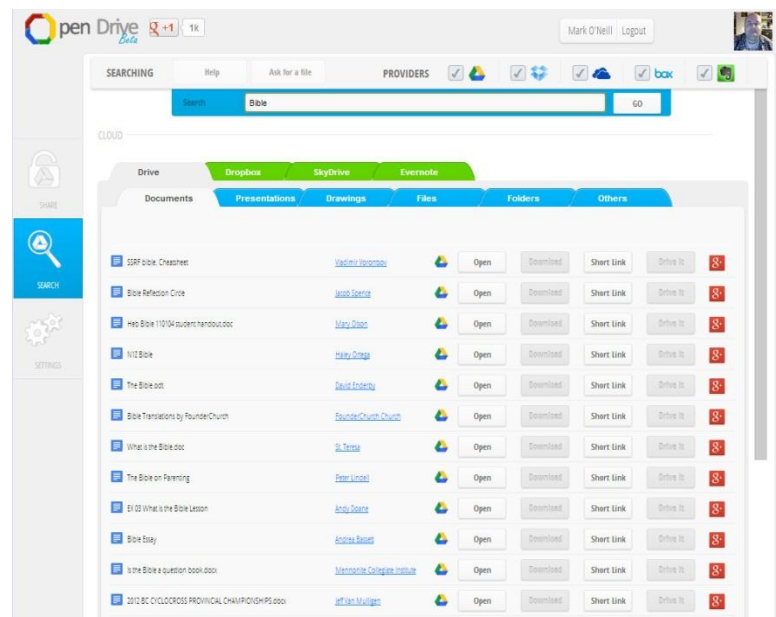 pen Drive Beta g +1 1k Mark O'Neill Logout
SEARCHING Help Ask for a file PROVIDERS box
Search Bible GO
CLOUD
Drive Dropbox SkyDrive Evernote
Documents Presentations Drawings Files Folders Others
SHARE
SEARCH
SETTINGS
SSRF bible. Cheatsheet Vladimir Vorontsov Open Download Short Link Drive It g+
Bible Reflection Circle Jacob Spence Open Download Short Link Drive It g+
Heb Bible 110104 student handout.doc Mary Olson Open Download Short Link Drive It g+
N12 Bible Haley Ortega Open Download Short Link Drive It g+
The Bible.odt David Enderby Open Download Short Link Drive It g+
Bible Translations by FounderChurch FounderChurch Church Open Download Short Link Drive It g+
What is the Bible.doc St. Teresa Open Download Short Link Drive It g+
The Bible on Parenting Peter Lindell Open Download Short Link Drive It g+
EX 03 What is the Bible Lesson Andy Doane Open Download Short Link Drive It g+
Bible Essay Andrea Bassett Open Download Short Link Drive It g+
Is the Bible a question book.docx Mennonite Collegiate Institute Open Download Short Link Drive It g+
2012 BC CYCLOCROSS PROVINCIAL CHAMPIONSHIPS.docx Jeff Van Mulligen Open Download Short Link Drive It g+